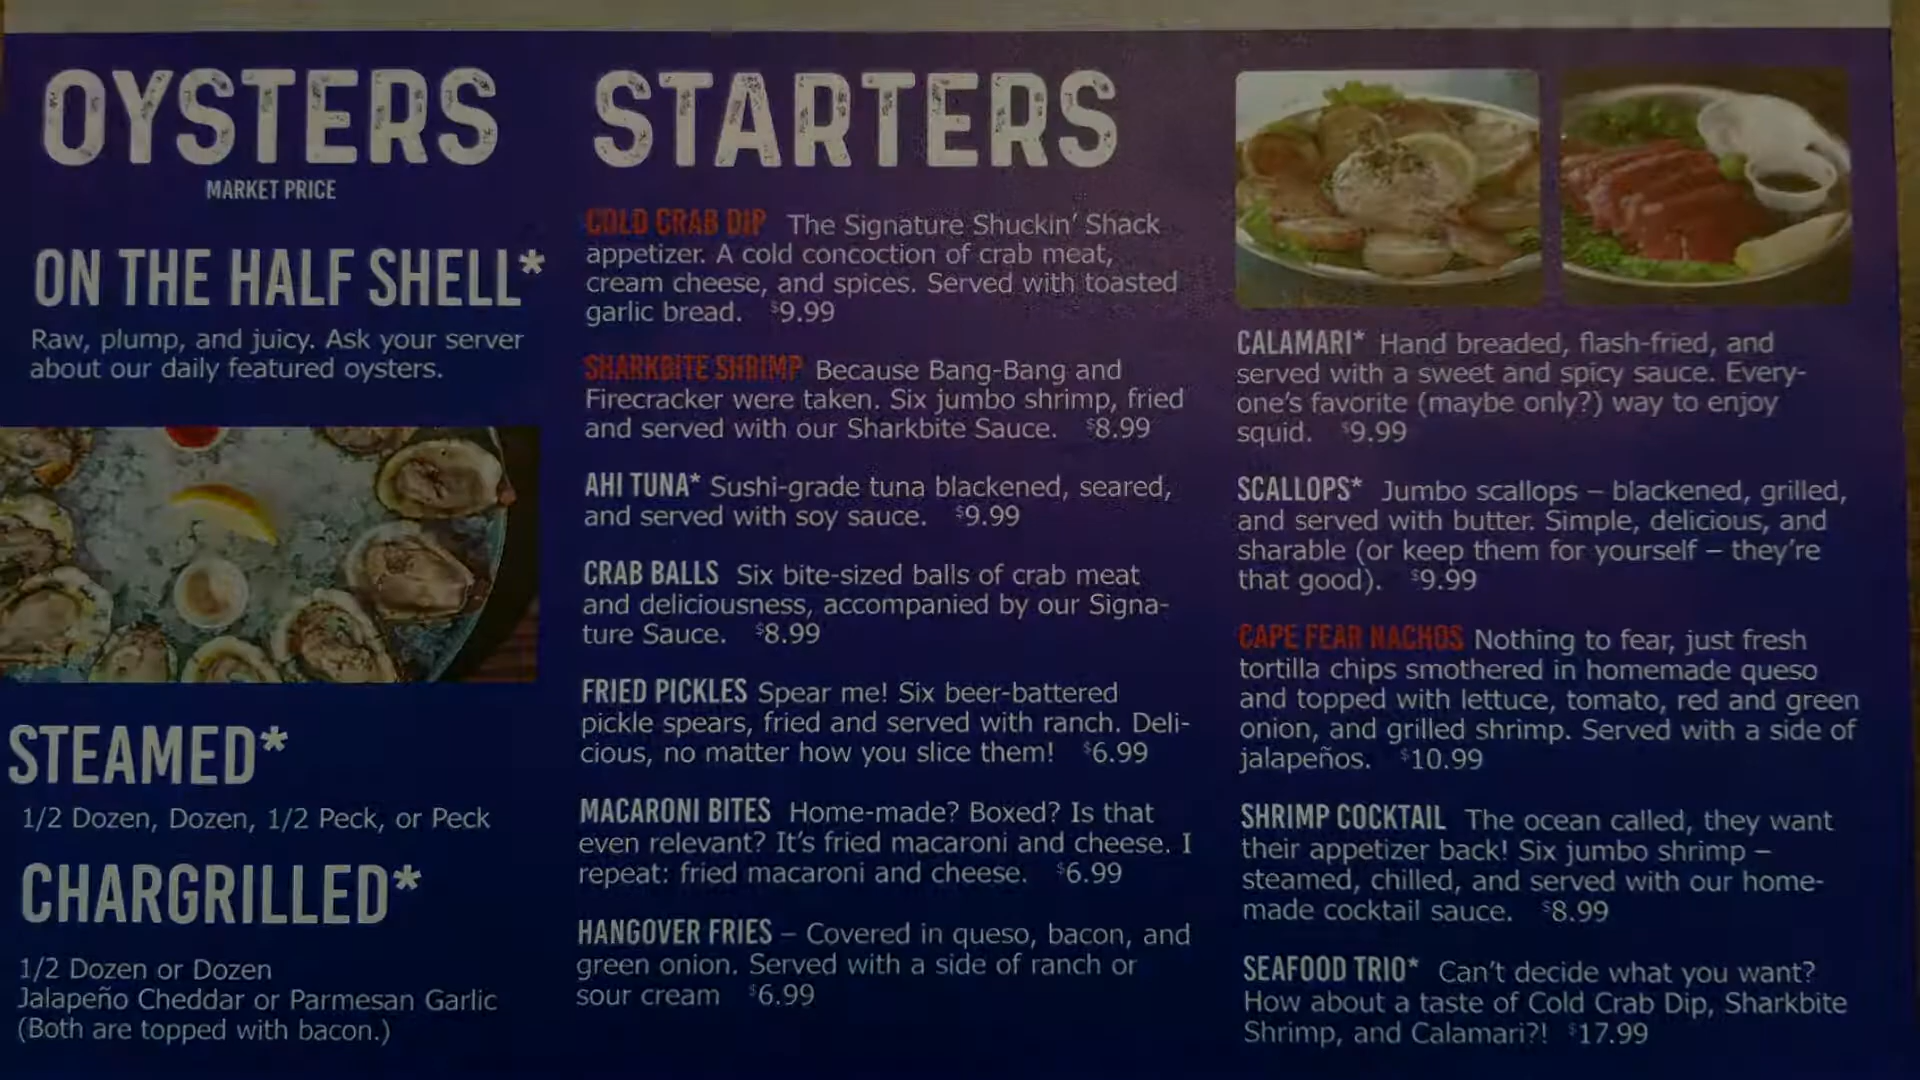 OYSTERS
MARKET PRICE
ON THE HALF SHELL*
Raw, plump, and juicy. Ask your server
about our daily featured oysters.
STEAMED*
1/2 Dozen, Dozen, 1/2 Peck, or Peck
CHARGRILLED*
1/2 Dozen or Dozen
Jalapeño Cheddar or Parmesan Garlic
(Both are topped with bacon.)
STARTERS
COLD CRAB DIP The Signature Shuckin' Shack
appetizer. A cold concoction of crab meat,
cream cheese, and spices. Served with toasted
garlic bread. $9.99
SHARKBITE SHRIMP Because Bang-Bang and
Firecracker were taken. Six jumbo shrimp, fried
and served with our Sharkbite Sauce. $8.99
AHI TUNA* Sushi-grade tuna blackened, seared,
and served with soy sauce. $9.99
CRAB BALLS Six bite-sized balls of crab meat
and deliciousness, accompanied by our Signa-
ture Sauce. $8.99
FRIED PICKLES Spear me! Six beer-battered
pickle spears, fried and served with ranch. Deli-
cious, no matter how you slice them! $6.99
MACARONI BITES Home-made? Boxed? Is that
even relevant? It's fried macaroni and cheese. I
repeat: fried macaroni and cheese. $6.99
HANGOVER FRIES – Covered in queso, bacon, and
green onion. Served with a side of ranch or
sour cream $6.99
CALAMARI* Hand breaded, flash-fried, and
served with a sweet and spicy sauce. Every-
one's favorite (maybe only?) way to enjoy
squid. $9.99
SCALLOPS* Jumbo scallops – blackened, grilled,
and served with butter. Simple, delicious, and
sharable (or keep them for yourself – they're
that good). $9.99
CAPE FEAR NACHOS Nothing to fear, just fresh
tortilla chips smothered in homemade queso
and topped with lettuce, tomato, red and green
onion, and grilled shrimp. Served with a side of
jalapeños. $10.99
SHRIMP COCKTAIL The ocean called, they want
their appetizer back! Six jumbo shrimp –
steamed, chilled, and served with our home-
made cocktail sauce. $8.99
SEAFOOD TRIO* Can't decide what you want?
How about a taste of Cold Crab Dip, Sharkbite
Shrimp, and Calamari?! $17.99